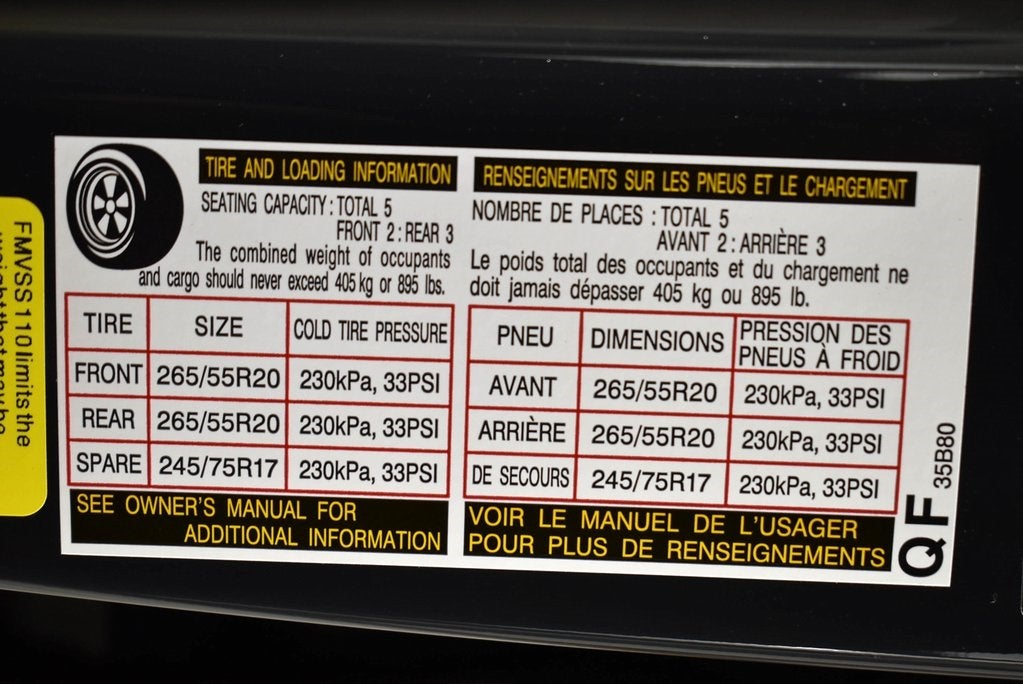 TIRE AND LOADING INFORMATION
SEATING CAPACITY : TOTAL 5
FRONT 2 : REAR 3
The combined weight of occupants
and cargo should never exceed 405 kg or 895 lbs.
TIRE SIZE COLD TIRE PRESSURE
FRONT 265/55R20 230kPa, 33PSI
REAR 265/55R20 230kPa, 33PSI
SPARE 245/75R17 230kPa, 33PSI
SEE OWNER'S MANUAL FOR
ADDITIONAL INFORMATION
RENSEIGNEMENTS SUR LES PNEUS ET LE CHARGEMENT
NOMBRE DE PLACES : TOTAL 5
AVANT 2 : ARRIÈRE 3
Le poids total des occupants et du chargement ne
doit jamais dépasser 405 kg ou 895 lb.
PNEU DIMENSIONS PRESSION DES
PNEUS À FROID
AVANT 265/55R20 230kPa, 33PSI
ARRIÈRE 265/55R20 230kPa, 33PSI
DE SECOURS 245/75R17 230kPa, 33PSI
VOIR LE MANUEL DE L'USAGER
POUR PLUS DE RENSEIGNEMENTS
QF 35B80
FMVSS 110 limits the